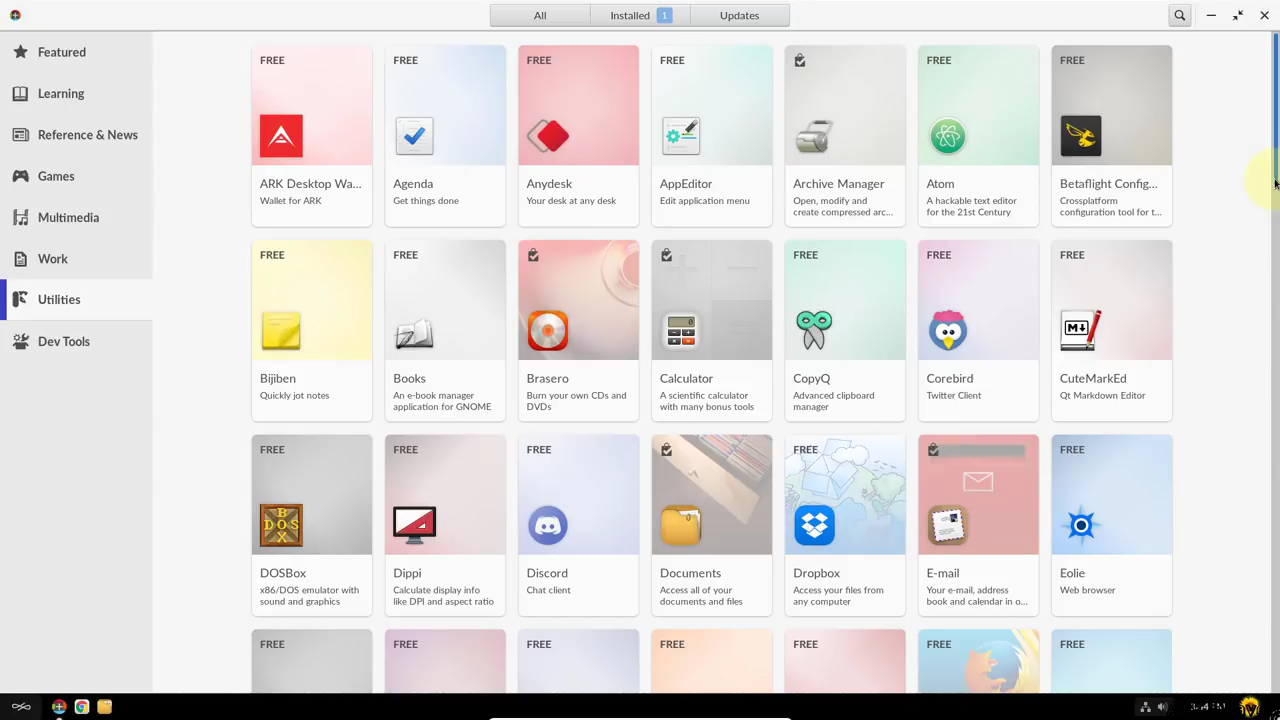 All
Installed 1
Updates
Featured
Learning
Reference & News
Games
Multimedia
Work
Utilities
Dev Tools
FREE
ARK Desktop Wa...
Wallet for ARK
FREE
Agenda
Get things done
FREE
Anydesk
Your desk at any desk
FREE
AppEditor
Edit application menu
Archive Manager
Open, modify and
create compressed arc...
FREE
Atom
A hackable text editor
for the 21st Century
FREE
Betaflight Config...
Crossplatform
configuration tool for t...
FREE
Bijiben
Quickly jot notes
FREE
Books
An e-book manager
application for GNOME
Brasero
Burn your own CDs and
DVDs
0
Calculator
A scientific calculator
with many bonus tools
FREE
CopyQ
Advanced clipboard
manager
FREE
Corebird
Twitter Client
FREE
M
CuteMarkEd
Qt Markdown Editor
FREE
B
DOS
X
DOSBox
x86/DOS emulator with
sound and graphics
FREE
Dippi
Calculate display info
like DPI and aspect ratio
FREE
Discord
Chat client
Documents
Access all of your
documents and files
FREE
Dropbox
Access your files from
any computer
E-mail
Your e-mail, address
book and calendar in o...
FREE
Eolie
Web browser
FREE
FREE
FREE
FREE
FREE
FREE
FREE